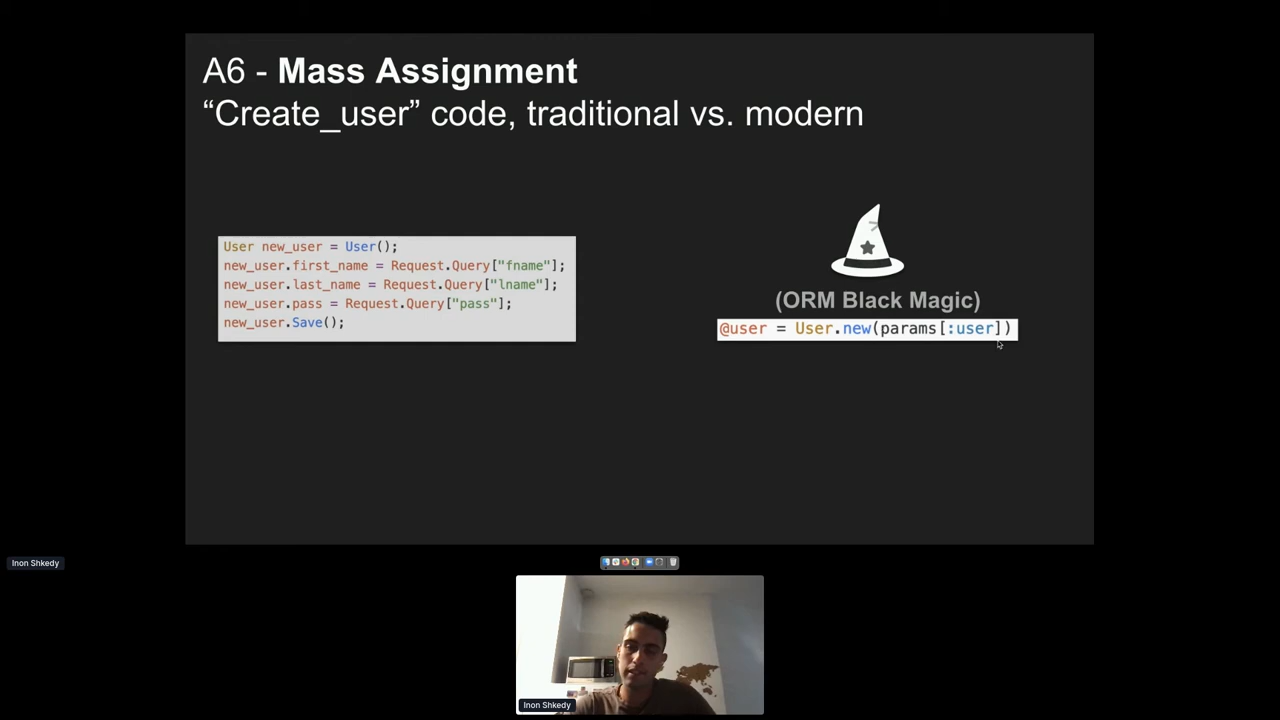 A6 - Mass Assignment
“Create_user” code, traditional vs. modern
User new_user = User();
new_user.first_name = Request.Query["fname"];
new_user.last_name = Request.Query["lname"];
new_user.pass = Request.Query["pass"];
new_user.Save();
(ORM Black Magic)
@user = User.new(params[:user])
Inon Shkedy
Inon Shkedy